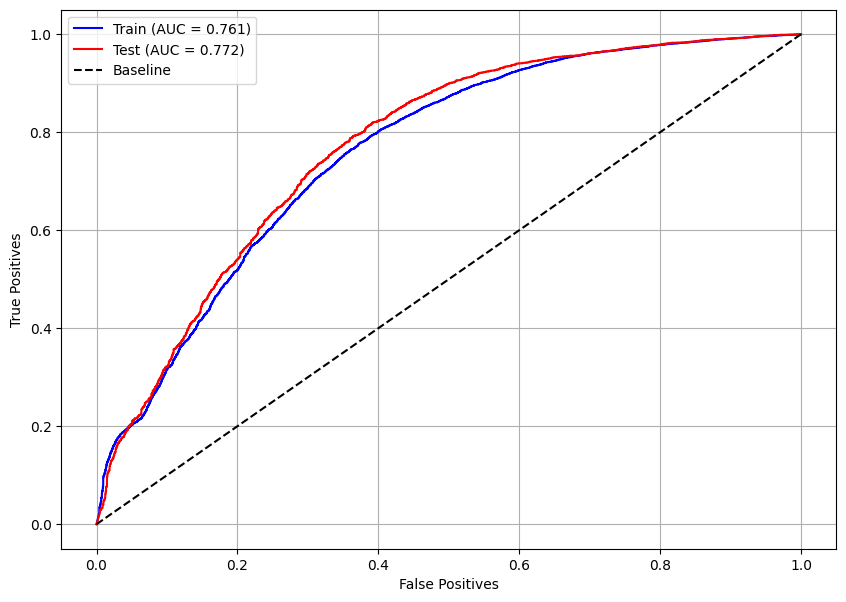 Train (AUC = 0.761)
Test (AUC = 0.772)
Baseline
1.0
0.8
0.6
0.4
0.2
0.0
True Positives
0.0
0.2
0.4
0.6
0.8
1.0
False Positives